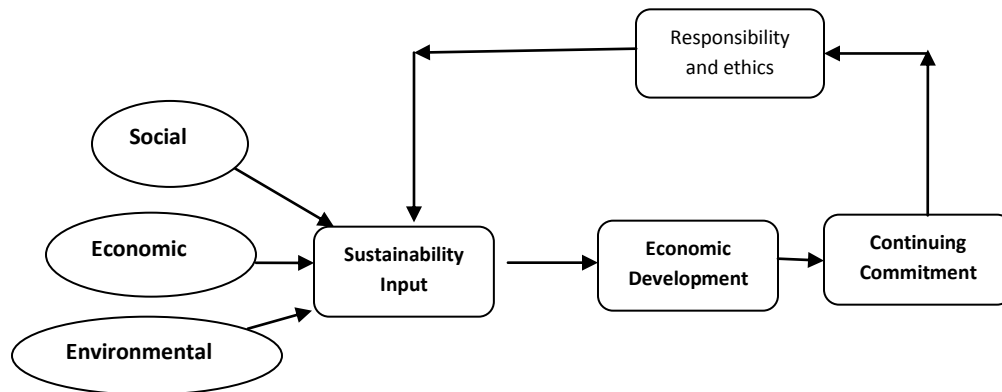 Responsibility
and ethics
Social
Economic
Environmental
Sustainability
Input
Economic
Development
Continuing
Commitment